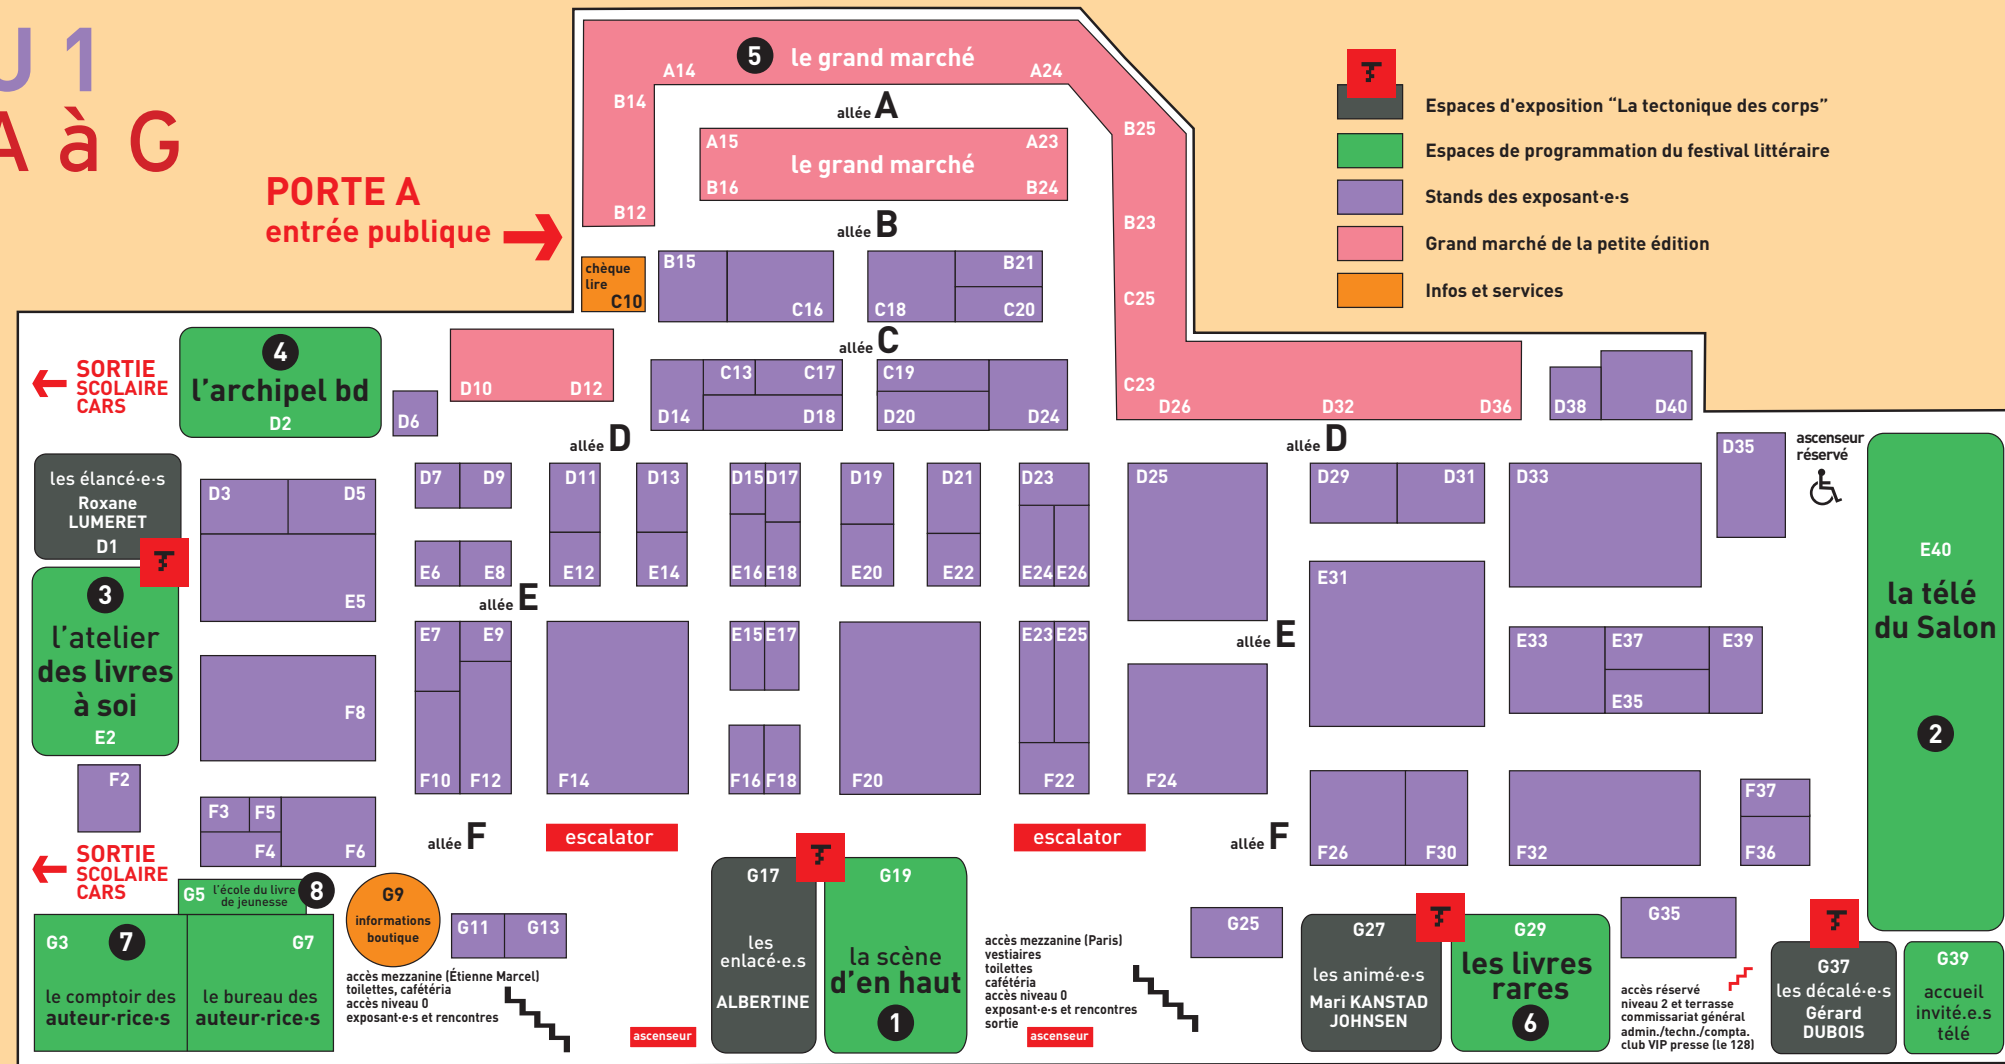 U 1
A à G
PORTE A
entrée publique
5 le grand marché
A14
A24
B14
allée A
B25
A15
A23
le grand marché
B16
B24
B12
B23
allée B
chèque
lire
C10
B15
C16
C18
B21
C20
C25
allée C
Espaces d'exposition “La tectonique des corps”
Espaces de programmation du festival littéraire
Stands des exposant·e·s
Grand marché de la petite édition
Infos et services
SORTIE
SCOLAIRE
CARS
4
l'archipel bd
D2
D6
D10
D12
D14
C13
C17
D18
C19
D20
D24
C23
D26
D32
D36
D38
D40
allée D
allée D
les élancé·e·s
Roxane
LUMERET
D1
D3
D5
E5
D7
D9
D11
D13
D15
D17
D19
D21
D23
D25
D29
D31
D33
D35
ascenseur
réservé
E6
E8
E12
E14
E16
E18
E20
E22
E24
E26
E31
allée E
allée E
3
l'atelier
des livres
à soi
E2
E40
la télé
du Salon
2
E7
E9
E15
E17
E23
E25
E33
E37
E39
E35
F8
F2
F10
F12
F14
F16
F18
F20
F22
F24
F3
F5
F4
F6
F26
F30
F32
F37
F36
allée F
escalator
escalator
allée F
SORTIE
SCOLAIRE
CARS
G5 l'école du livre
de jeunesse
8
G3
7
le comptoir des
auteur·rice·s
G7
le bureau des
auteur·rice·s
G9
informations
boutique
G11
G13
accès mezzanine (Étienne Marcel)
toilettes, cafétéria
accès niveau 0
exposant·e·s et rencontres
ascenseur
G17
les
enlacé·e.s
ALBERTINE
G19
la scène
d'en haut
1
accès mezzanine (Paris)
vestiaires
toilettes
cafétéria
accès niveau 0
exposant·e·s et rencontres
sortie
ascenseur
G25
G27
les animé·e·s
Mari KANSTAD
JOHNSEN
G29
les livres
rares
6
G35
accès réservé
niveau 2 et terrasse
commissariat général
admin./techn./compta.
club VIP presse (le 128)
G37
les décalé·e·s
Gérard
DUBOIS
G39
accueil
invité.e.s
télé